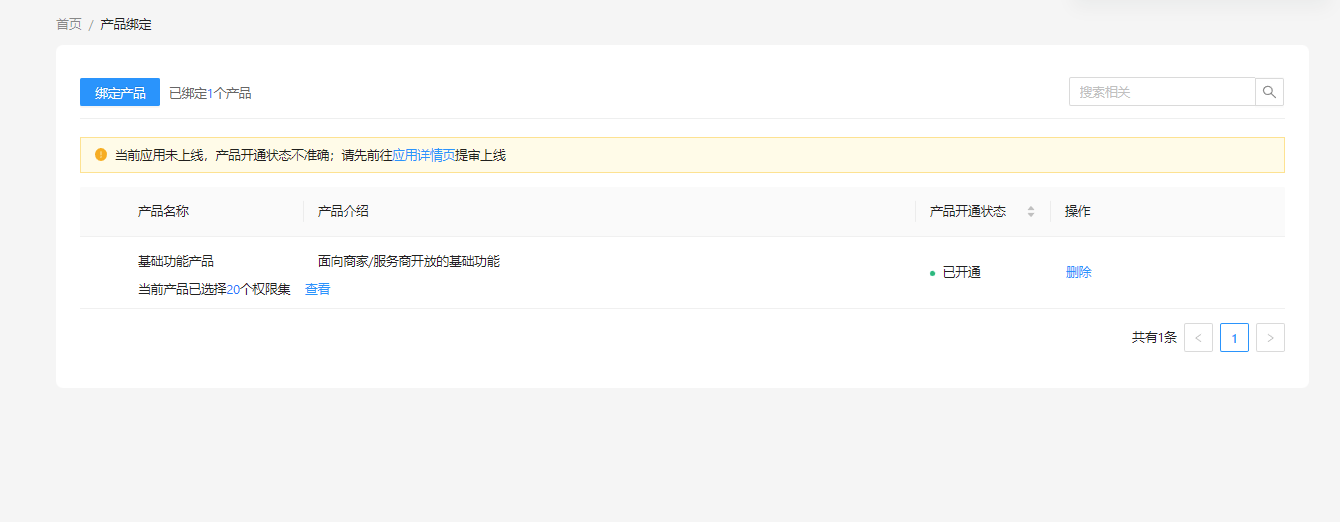 首页 / 产品绑定
绑定产品 已绑定1个产品 搜索相关
当前应用未上线，产品开通状态不准确；请先前往应用详情页提审上线
产品名称 产品介绍 产品开通状态 操作
基础功能产品 面向商家/服务商开放的基础功能
已开通 删除
当前产品已选择20个权限集 查看
共有1条 < 1 >